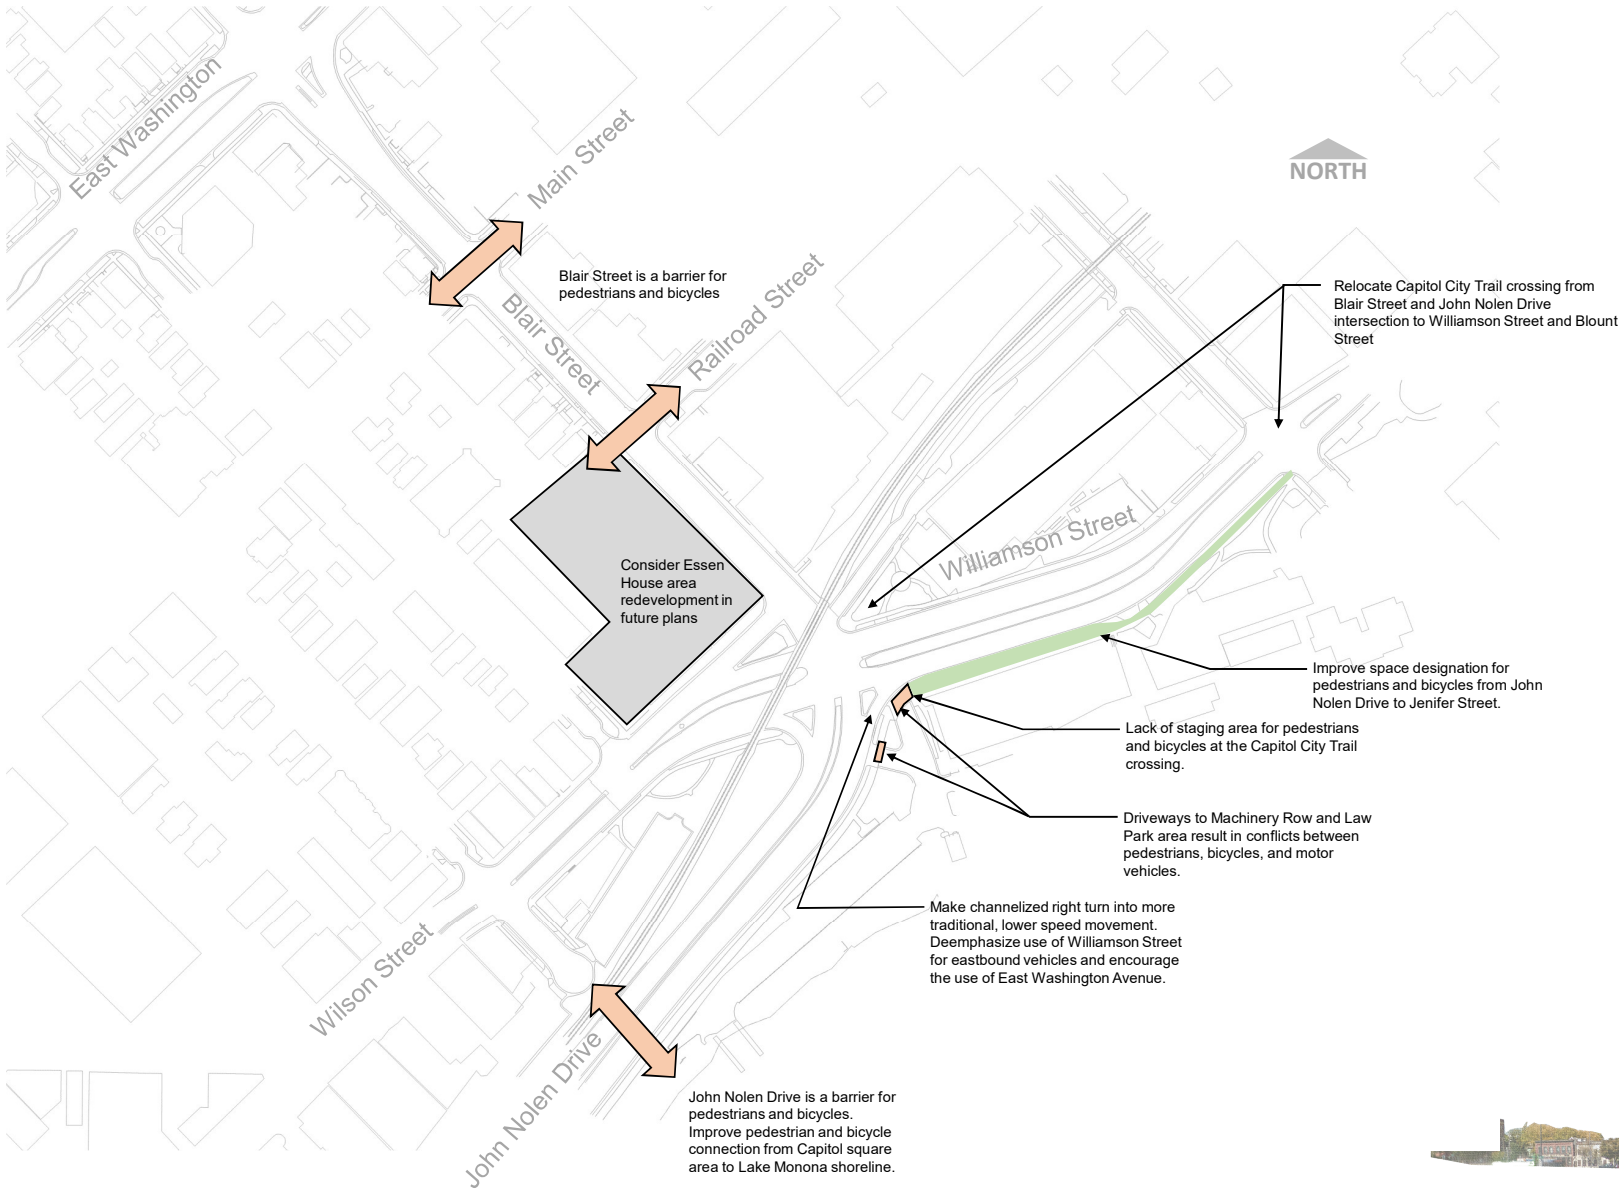 East Washington
Main Street
NORTH
Blair Street is a barrier for
pedestrians and bicycles
Blair Street
Railroad Street
Relocate Capitol City Trail crossing from
Blair Street and John Nolen Drive
intersection to Williamson Street and Blount
Street
Williamson Street
Consider Essen
House area
redevelopment in
future plans
Improve space designation for
pedestrians and bicycles from John
Nolen Drive to Jenifer Street.
Lack of staging area for pedestrians
and bicycles at the Capitol City Trail
crossing.
Driveways to Machinery Row and Law
Park area result in conflicts between
pedestrians, bicycles, and motor
vehicles.
Make channelized right turn into more
traditional, lower speed movement.
Deemphasize use of Williamson Street
for eastbound vehicles and encourage
the use of East Washington Avenue.
Wilson Street
John Nolen Drive
John Nolen Drive is a barrier for
pedestrians and bicycles.
Improve pedestrian and bicycle
connection from Capitol square
area to Lake Monona shoreline.